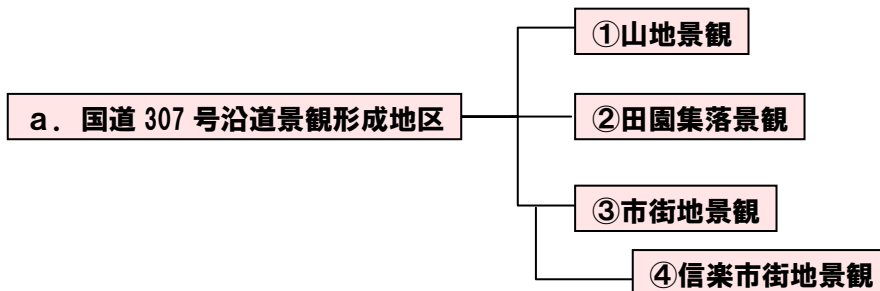 ①山地景観
a．国道 307 号沿道景観形成地区
②田園集落景観
③市街地景観
④信楽市街地景観